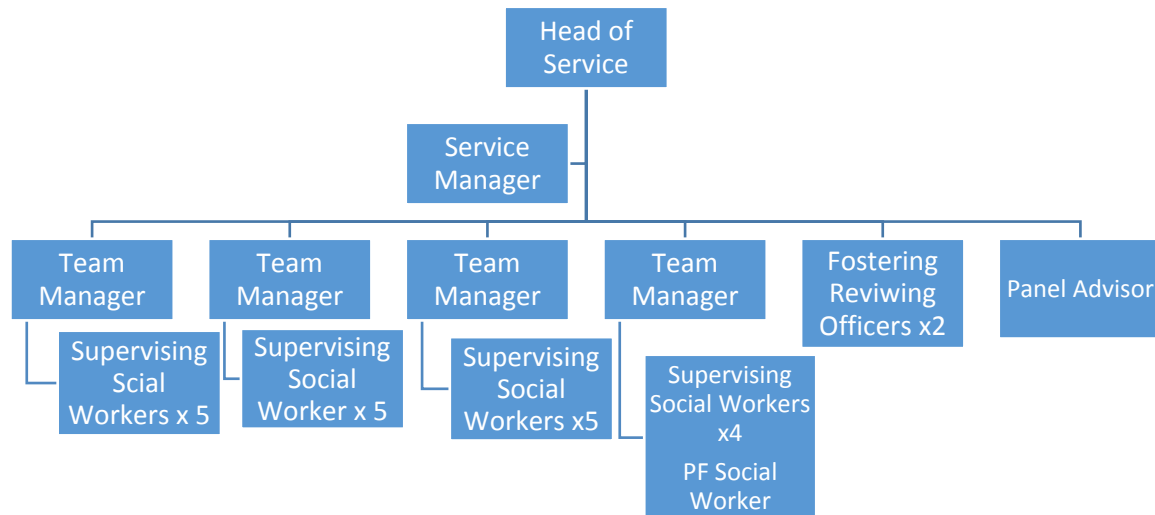 Head of
Service
Service
Manager
Team
Manager
Team
Manager
Team
Manager
Team
Manager
Fostering
Reviwing
Officers x2
Panel Advisor
Supervising
Scial
Workers x 5
Supervising
Social
Worker x 5
Supervising
Social
Workers x5
Supervising
Social Workers
x4
PF Social
Worker